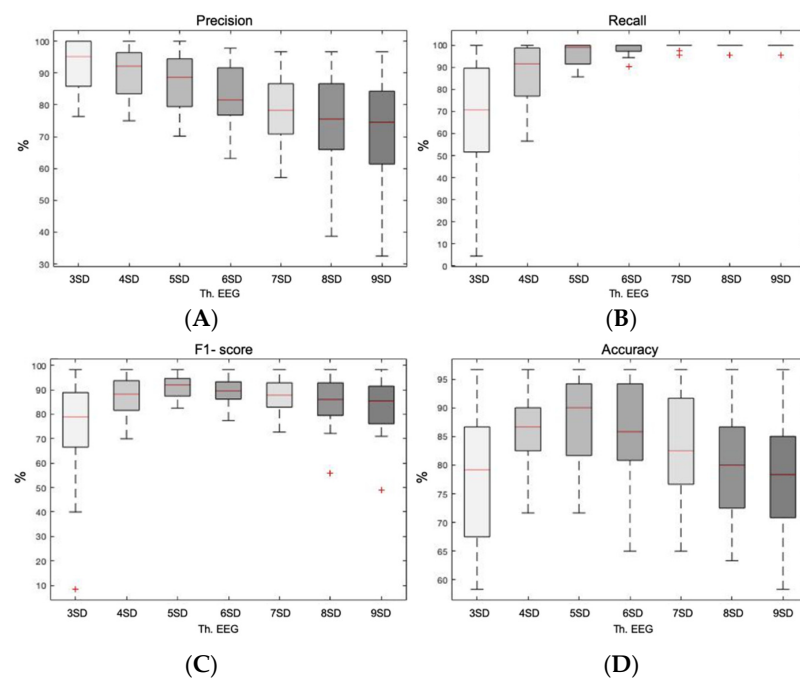 Precision
%
100
90
80
70
60
50
40
30
3SD 4SD 5SD 6SD 7SD 8SD 9SD
Th. EEG
(A)
Recall
%
100
90
80
70
60
50
40
30
20
10
0
3SD 4SD 5SD 6SD 7SD 8SD 9SD
Th. EEG
(B)
F1- score
%
100
90
80
70
60
50
40
30
20
10
3SD 4SD 5SD 6SD 7SD 8SD 9SD
Th. EEG
(C)
Accuracy
%
95
90
85
80
75
70
65
60
3SD 4SD 5SD 6SD 7SD 8SD 9SD
Th. EEG
(D)